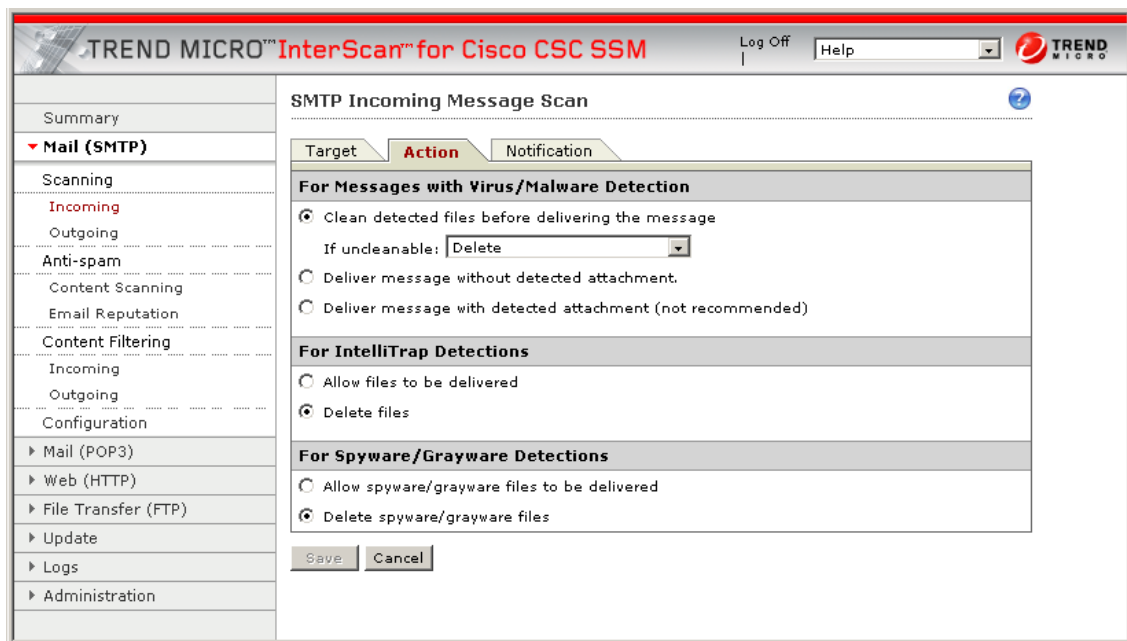 TREND MICRO™ InterScan™ for Cisco CSC SSM
Log Off
|
Help
TREND
MICRO
Summary
Mail (SMTP)
Scanning
Incoming
Outgoing
Anti-spam
Content Scanning
Email Reputation
Content Filtering
Incoming
Outgoing
Configuration
Mail (POP3)
Web (HTTP)
File Transfer (FTP)
Update
Logs
Administration
SMTP Incoming Message Scan
?
Target
Action
Notification
For Messages with Virus/Malware Detection
Clean detected files before delivering the message
If uncleanable: Delete
Deliver message without detected attachment.
Deliver message with detected attachment (not recommended)
For IntelliTrap Detections
Allow files to be delivered
Delete files
For Spyware/Grayware Detections
Allow spyware/grayware files to be delivered
Delete spyware/grayware files
Save
Cancel